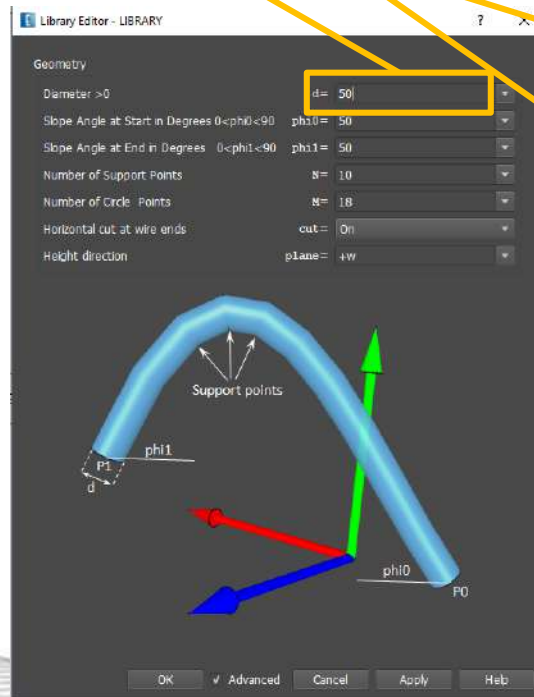 Library Editor - LIBRARY ? ×
Geometry
Diameter >0 d= 50
Slope Angle at Start in Degrees 0<phi0<90 phi0= 50
Slope Angle at End in Degrees 0<phi1<90 phi1= 50
Number of Support Points N= 10
Number of Circle Points M= 18
Horizontal cut at wire ends cut= On
Height direction plane= +w
Support points
phi1
P1
d
phi0
P0
OK ✓ Advanced Cancel Apply Help